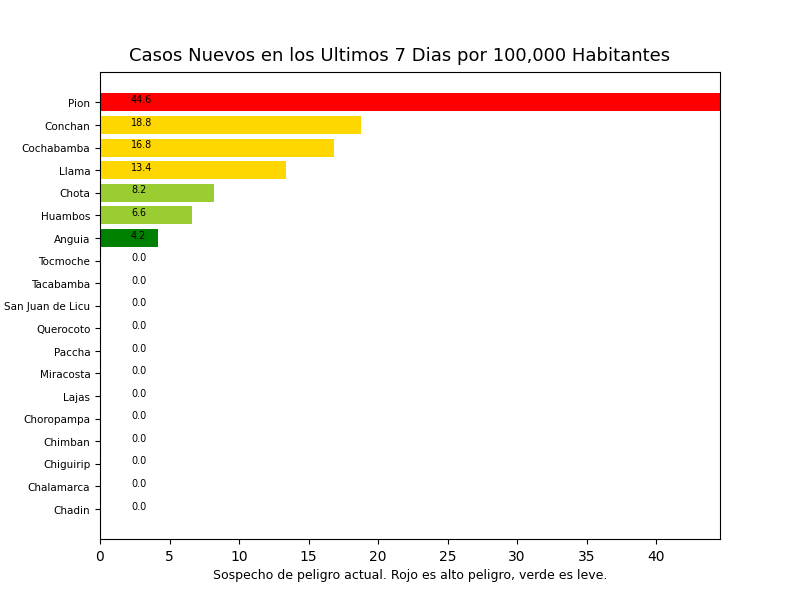 Casos Nuevos en los Ultimos 7 Dias por 100,000 Habitantes
Pion 44.6
Conchan 18.8
Cochabamba 16.8
Llama 13.4
Chota 8.2
Huambos 6.6
Anguia 4.2
Tocmoche 0.0
Tacabamba 0.0
San Juan de Licu 0.0
Querocoto 0.0
Paccha 0.0
Miracosta 0.0
Lajas 0.0
Choropampa 0.0
Chimban 0.0
Chiguirip 0.0
Chalamarca 0.0
Chadin 0.0
0 5 10 15 20 25 30 35 40
Sospecho de peligro actual. Rojo es alto peligro, verde es leve.